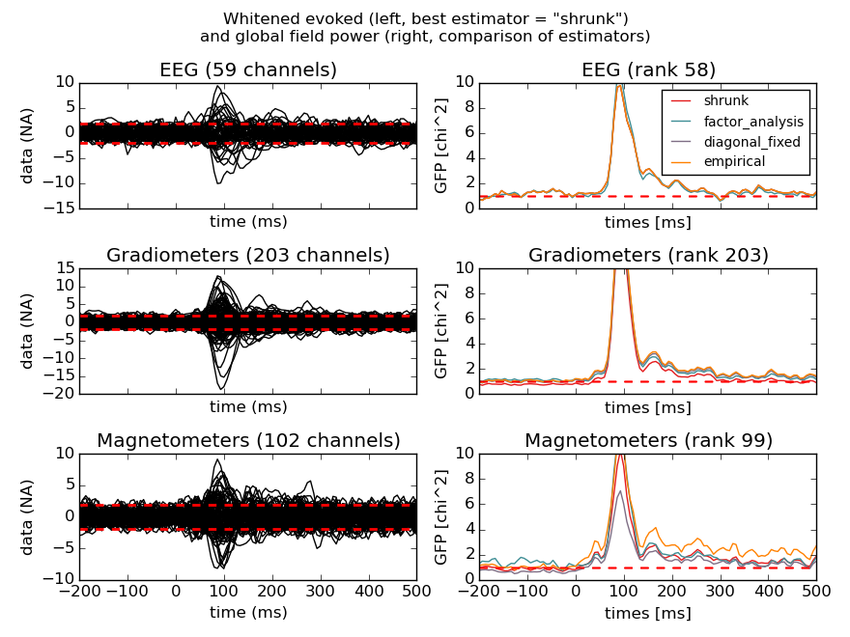 Whitened evoked (left, best estimator = "shrunk")
and global field power (right, comparison of estimators)
EEG (59 channels)
10
5
0
−5
−10
−15
data (NA)
time (ms)
EEG (rank 58)
10
8
6
4
2
0
GFP [chi^2]
shrunk
factor_analysis
diagonal_fixed
empirical
times [ms]
Gradiometers (203 channels)
15
10
5
0
−5
−10
−15
−20
data (NA)
time (ms)
Gradiometers (rank 203)
10
8
6
4
2
0
GFP [chi^2]
times [ms]
Magnetometers (102 channels)
10
5
0
−5
−10
data (NA)
−200 −100 0 100 200 300 400 500
time (ms)
Magnetometers (rank 99)
10
8
6
4
2
0
GFP [chi^2]
−200 −100 0 100 200 300 400 500
times [ms]